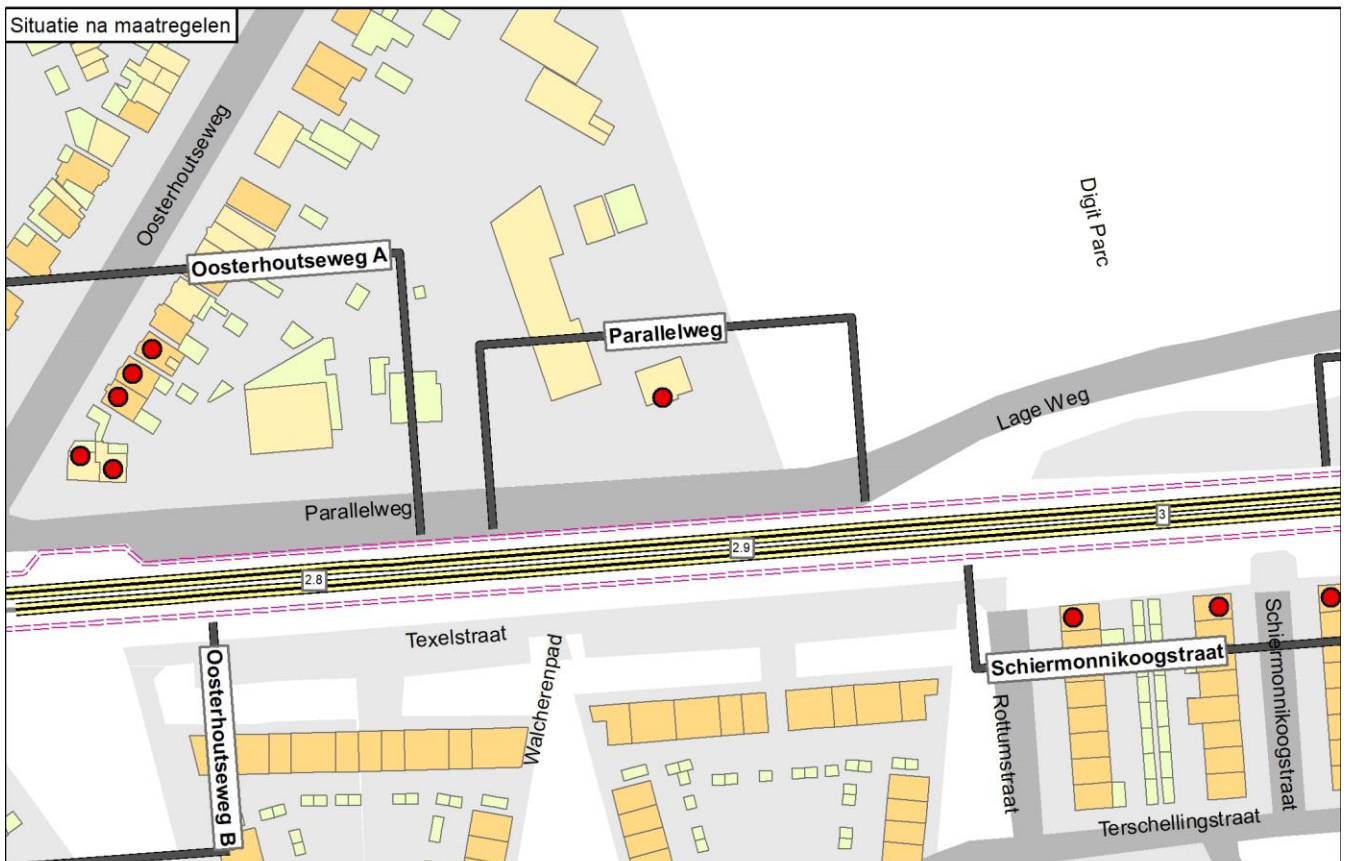 Situatie na maatregelen
Oosterhoutseweg
Digit Parc
Oosterhoutseweg A
Parallelweg
Lage Weg
Parallelweg
3
2.9
2.8
Texelstraat
Walcherenpad
Oosterhoutseweg B
Schiermonnikoogstraat
Rottumstraat
Schiermonnikoogstraat
Terschellingstraat